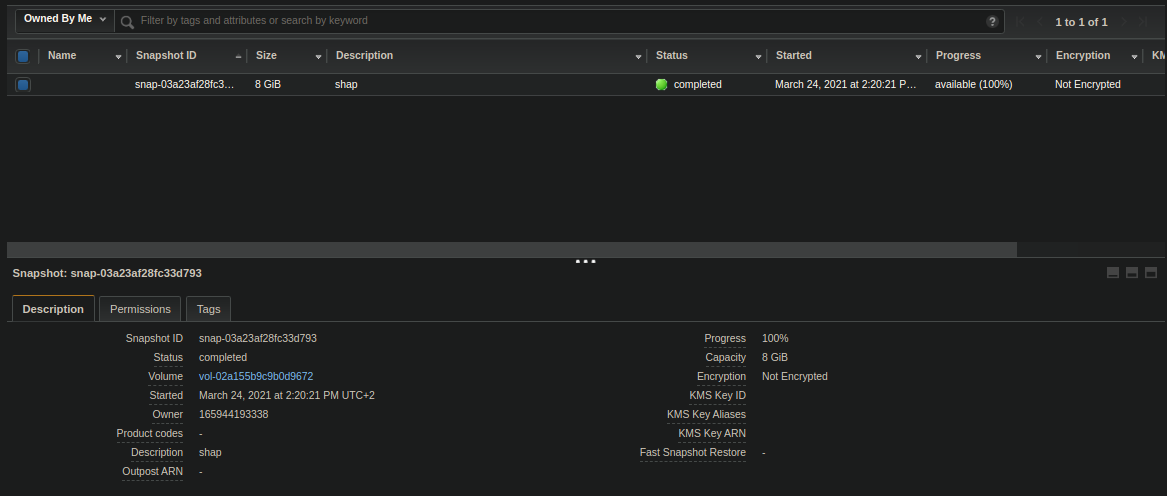 Owned By Me Filter by tags and attributes or search by keyword ? 1 to 1 of 1
Name Snapshot ID Size Description Status Started Progress Encryption KM
snap-03a23af28fc3… 8 GiB shap completed March 24, 2021 at 2:20:21 P… available (100%) Not Encrypted
Snapshot: snap-03a23af28fc33d793
Description Permissions Tags
Snapshot ID snap-03a23af28fc33d793 Progress 100%
Status completed Capacity 8 GiB
Volume vol-02a155b9c9b0d9672 Encryption Not Encrypted
Started March 24, 2021 at 2:20:21 PM UTC+2 KMS Key ID
Owner 165944193338 KMS Key Aliases
Product codes - KMS Key ARN
Description shap Fast Snapshot Restore -
Outpost ARN -